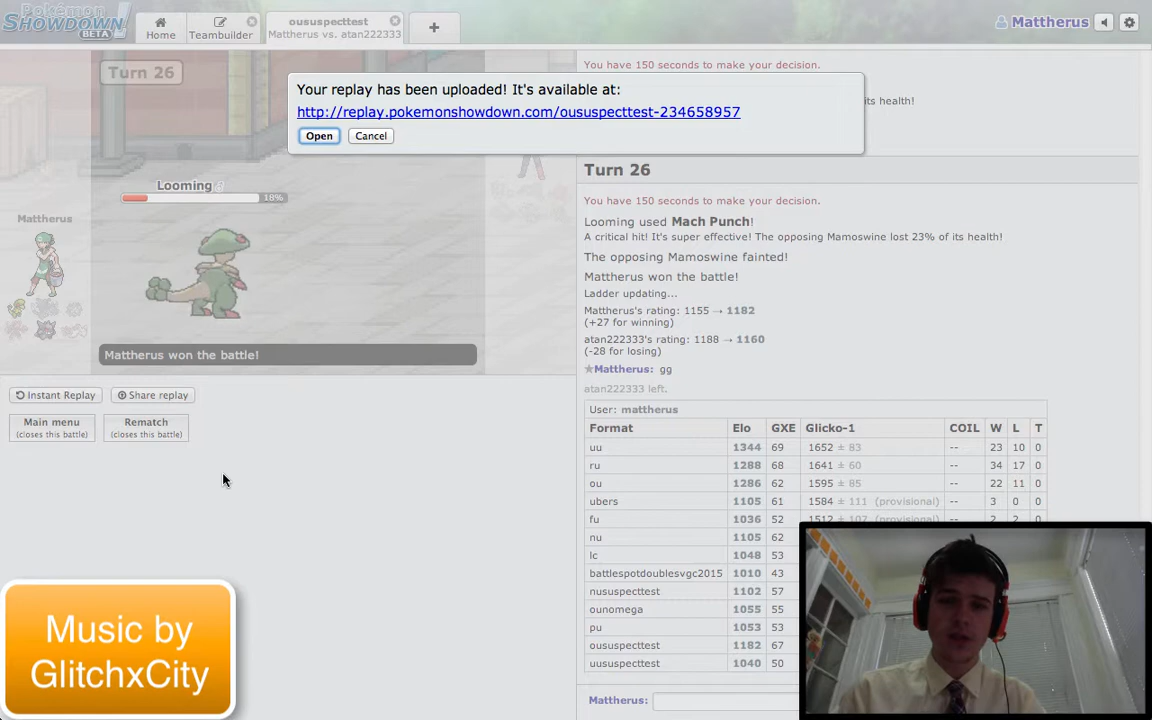 Pokémon
SHOWDOWN!
BETA
Home
Teambuilder
oususpecttest
Mattherus vs. atan222333
+
Mattherus
Turn 26
You have 150 seconds to make your decision.
its health!
Your replay has been uploaded! It's available at:
http://replay.pokemonshowdown.com/oususpecttest-234658957
Open
Cancel
Looming
18%
Mattherus
Mattherus won the battle!
Turn 26
You have 150 seconds to make your decision.
Looming used Mach Punch!
A critical hit! It's super effective! The opposing Mamoswine lost 23% of its health!
The opposing Mamoswine fainted!
Mattherus won the battle!
Ladder updating...
Mattherus's rating: 1155 → 1182
(+27 for winning)
atan222333's rating: 1188 → 1160
(-28 for losing)
★Mattherus: gg
atan222333 left.
User: mattherus
Format Elo GXE Glicko-1 COIL W L T
uu 1344 69 1652 ± 83 -- 23 10 0
ru 1288 68 1641 ± 60 -- 34 17 0
ou 1286 62 1595 ± 85 -- 22 11 0
ubers 1105 61 1584 ± 111 (provisional) -- 3 0 0
fu 1036 52 1512 ± 107 (provisional) -- 2 2 0
nu 1105 62
lc 1048 53
battlespotdoublesvgc2015 1010 43
nususpecttest 1102 57
ounomega 1055 55
pu 1053 53
oususpecttest 1182 67
uususpecttest 1040 50
Mattherus:
Instant Replay
Share replay
Main menu
(closes this battle)
Rematch
(closes this battle)
Music by
GlitchxCity